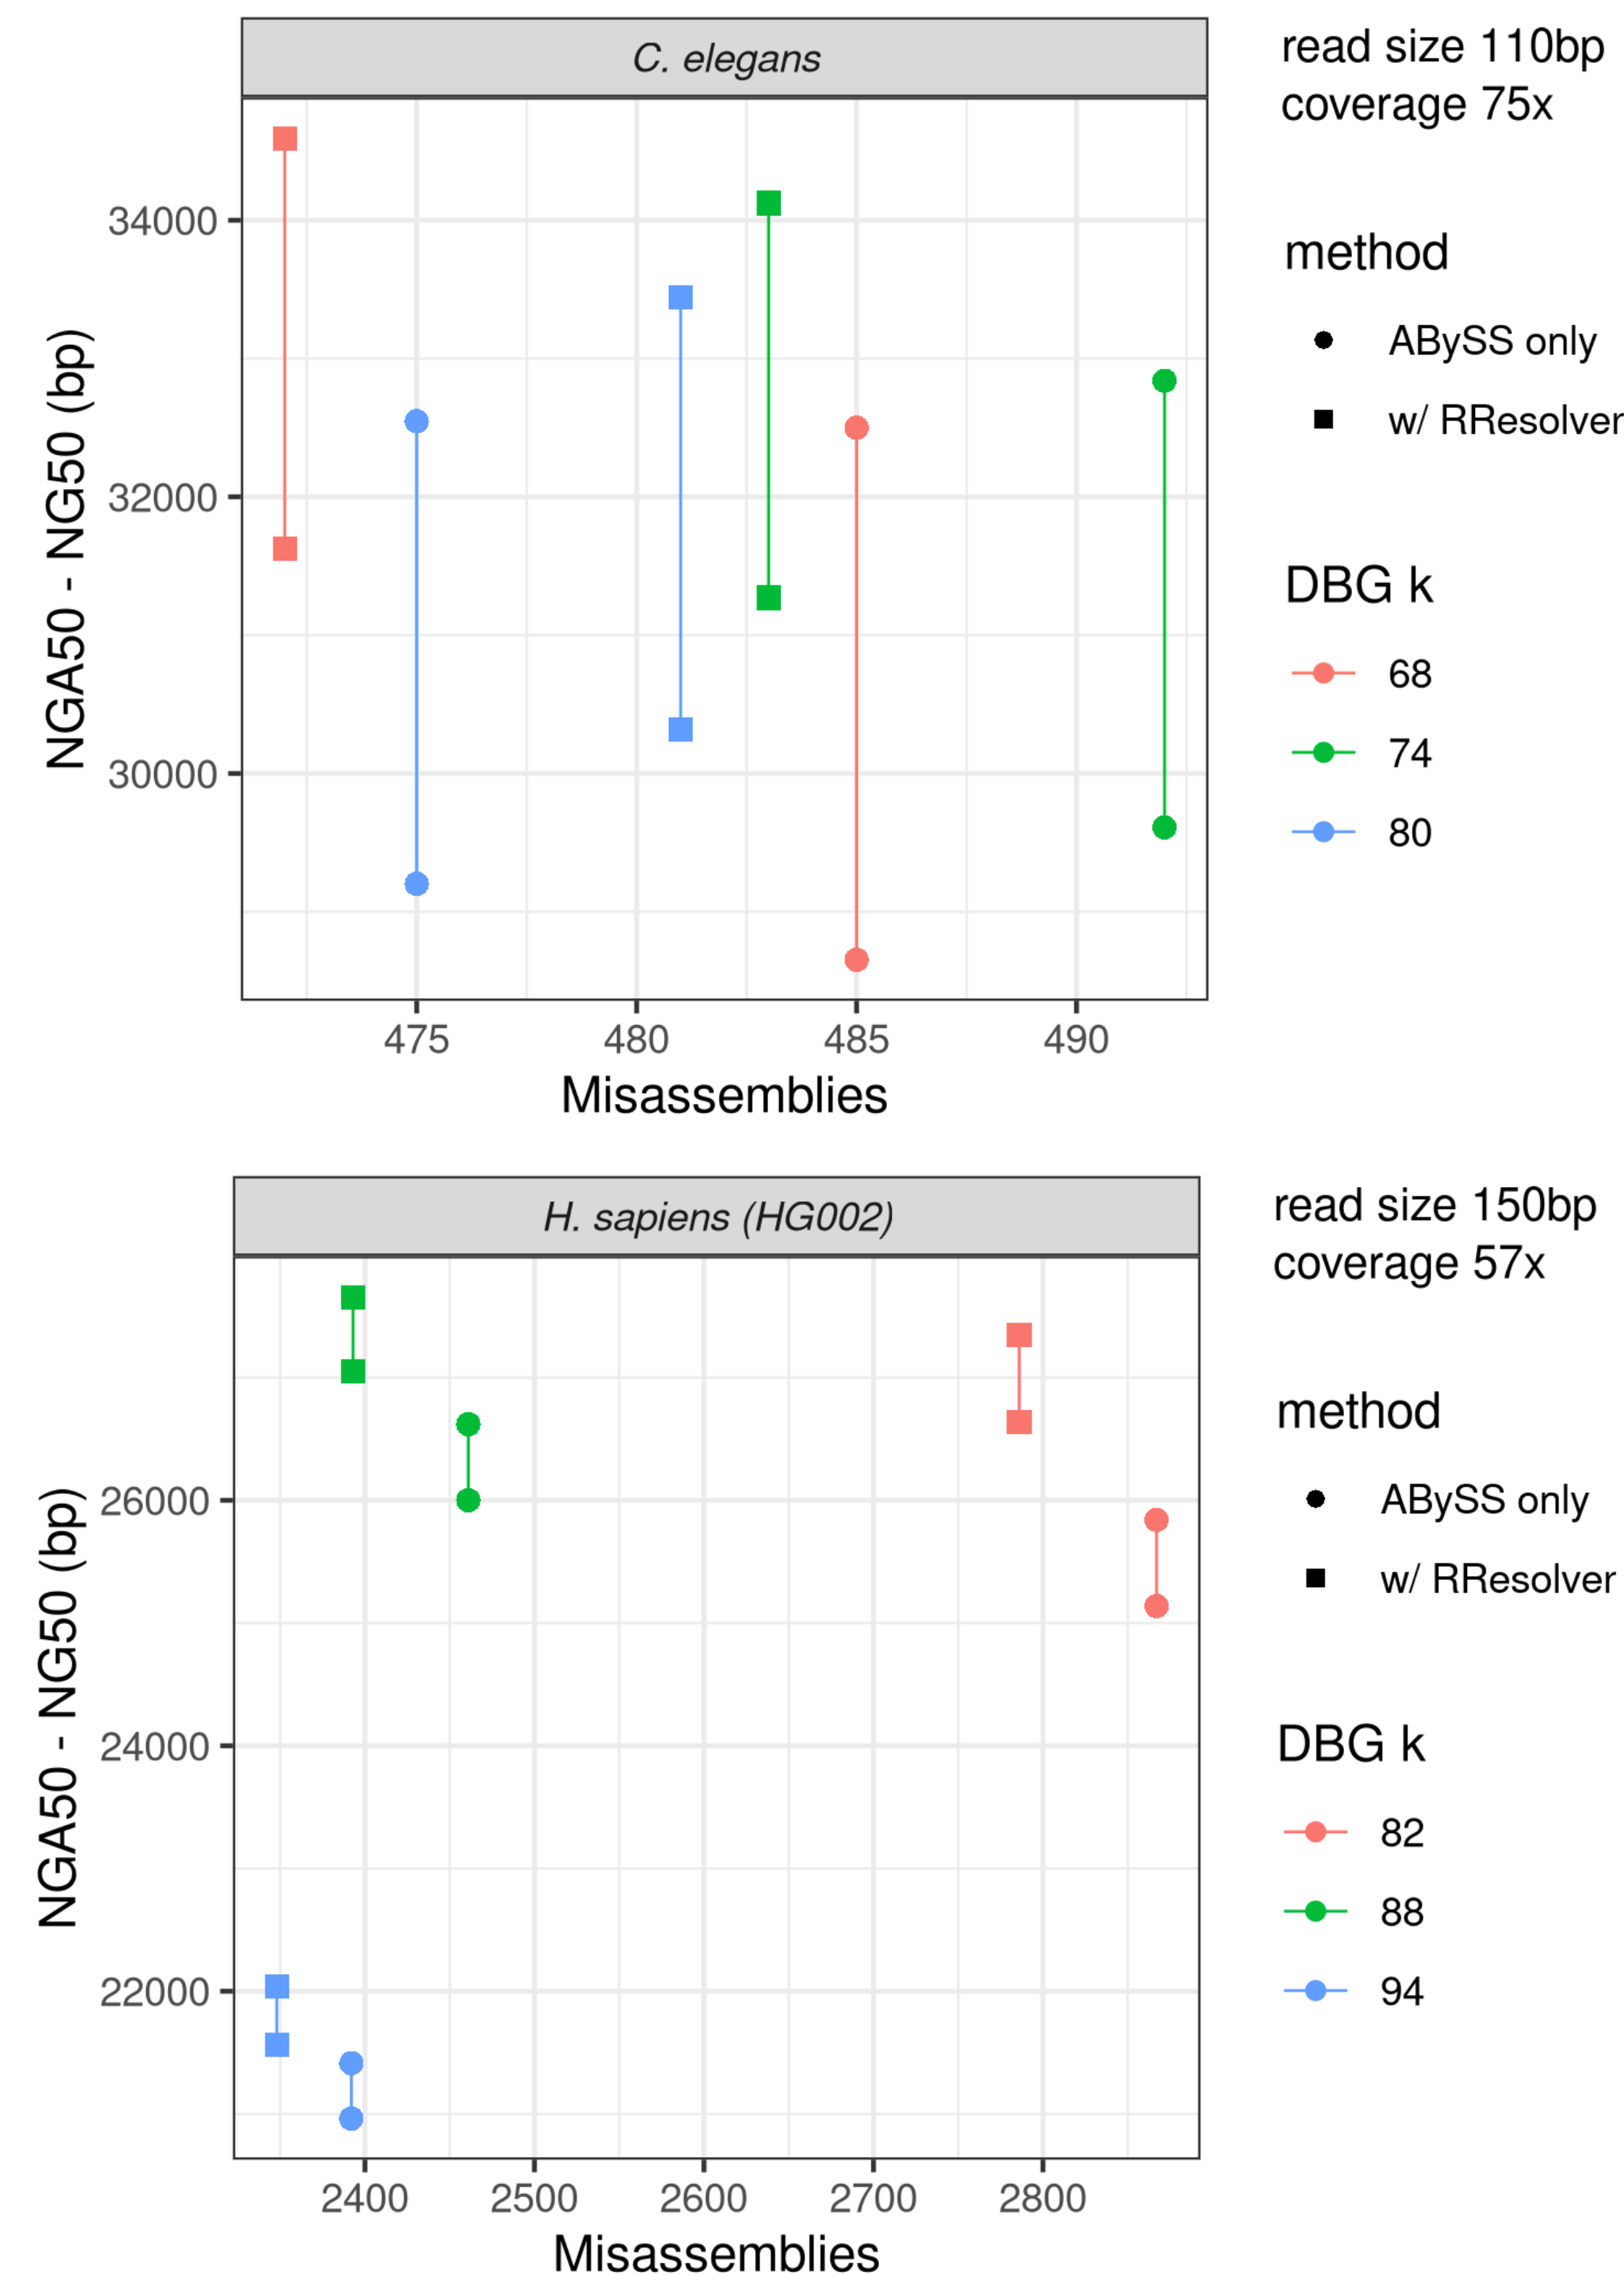 C. elegans
read size 110bp
coverage 75x
34000
32000
30000
NGA50 - NG50 (bp)
475 480 485 490
Misassemblies
method
ABySS only
w/ RResolver
DBG k
68
74
80
H. sapiens (HG002)
read size 150bp
coverage 57x
26000
24000
22000
NGA50 - NG50 (bp)
2400 2500 2600 2700 2800
Misassemblies
method
ABySS only
w/ RResolver
DBG k
82
88
94